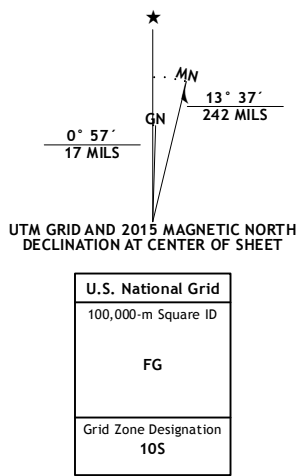 ★
MN
GN
13° 37´
242 MILS
0° 57´
17 MILS
UTM GRID AND 2015 MAGNETIC NORTH
DECLINATION AT CENTER OF SHEET
U.S. National Grid
100,000-m Square ID
FG
Grid Zone Designation
10S